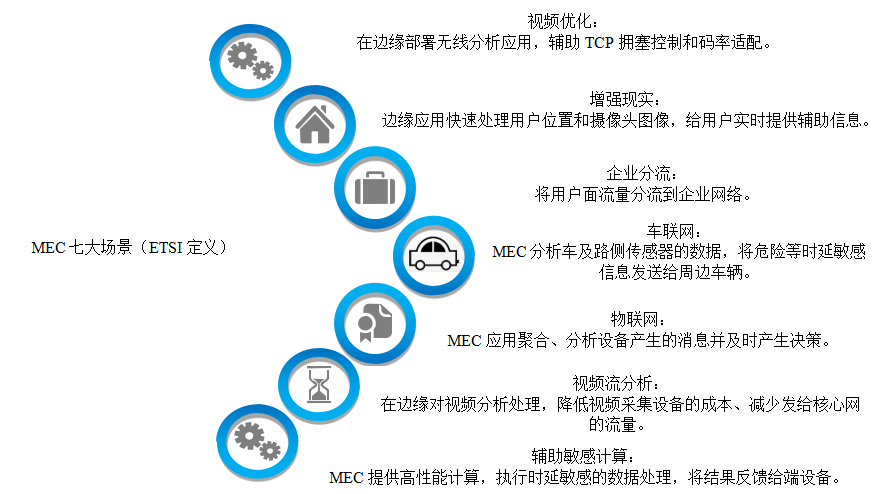 视频优化：
在边缘部署无线分析应用，辅助 TCP 拥塞控制和码率适配。
增强现实：
边缘应用快速处理用户位置和摄像头图像，给用户实时提供辅助信息。
企业分流：
将用户面流量分流到企业网络。
MEC 七大场景（ETSI 定义）
车联网：
MEC 分析车及路侧传感器的数据，将危险等时延敏感
信息发送给周边车辆。
物联网：
MEC 应用聚合、分析设备产生的消息并及时产生决策。
视频流分析：
在边缘对视频分析处理，降低视频采集设备的成本、减少发给核心网
的流量。
辅助敏感计算：
MEC 提供高性能计算，执行时延敏感的数据处理，将结果反馈给端设备。